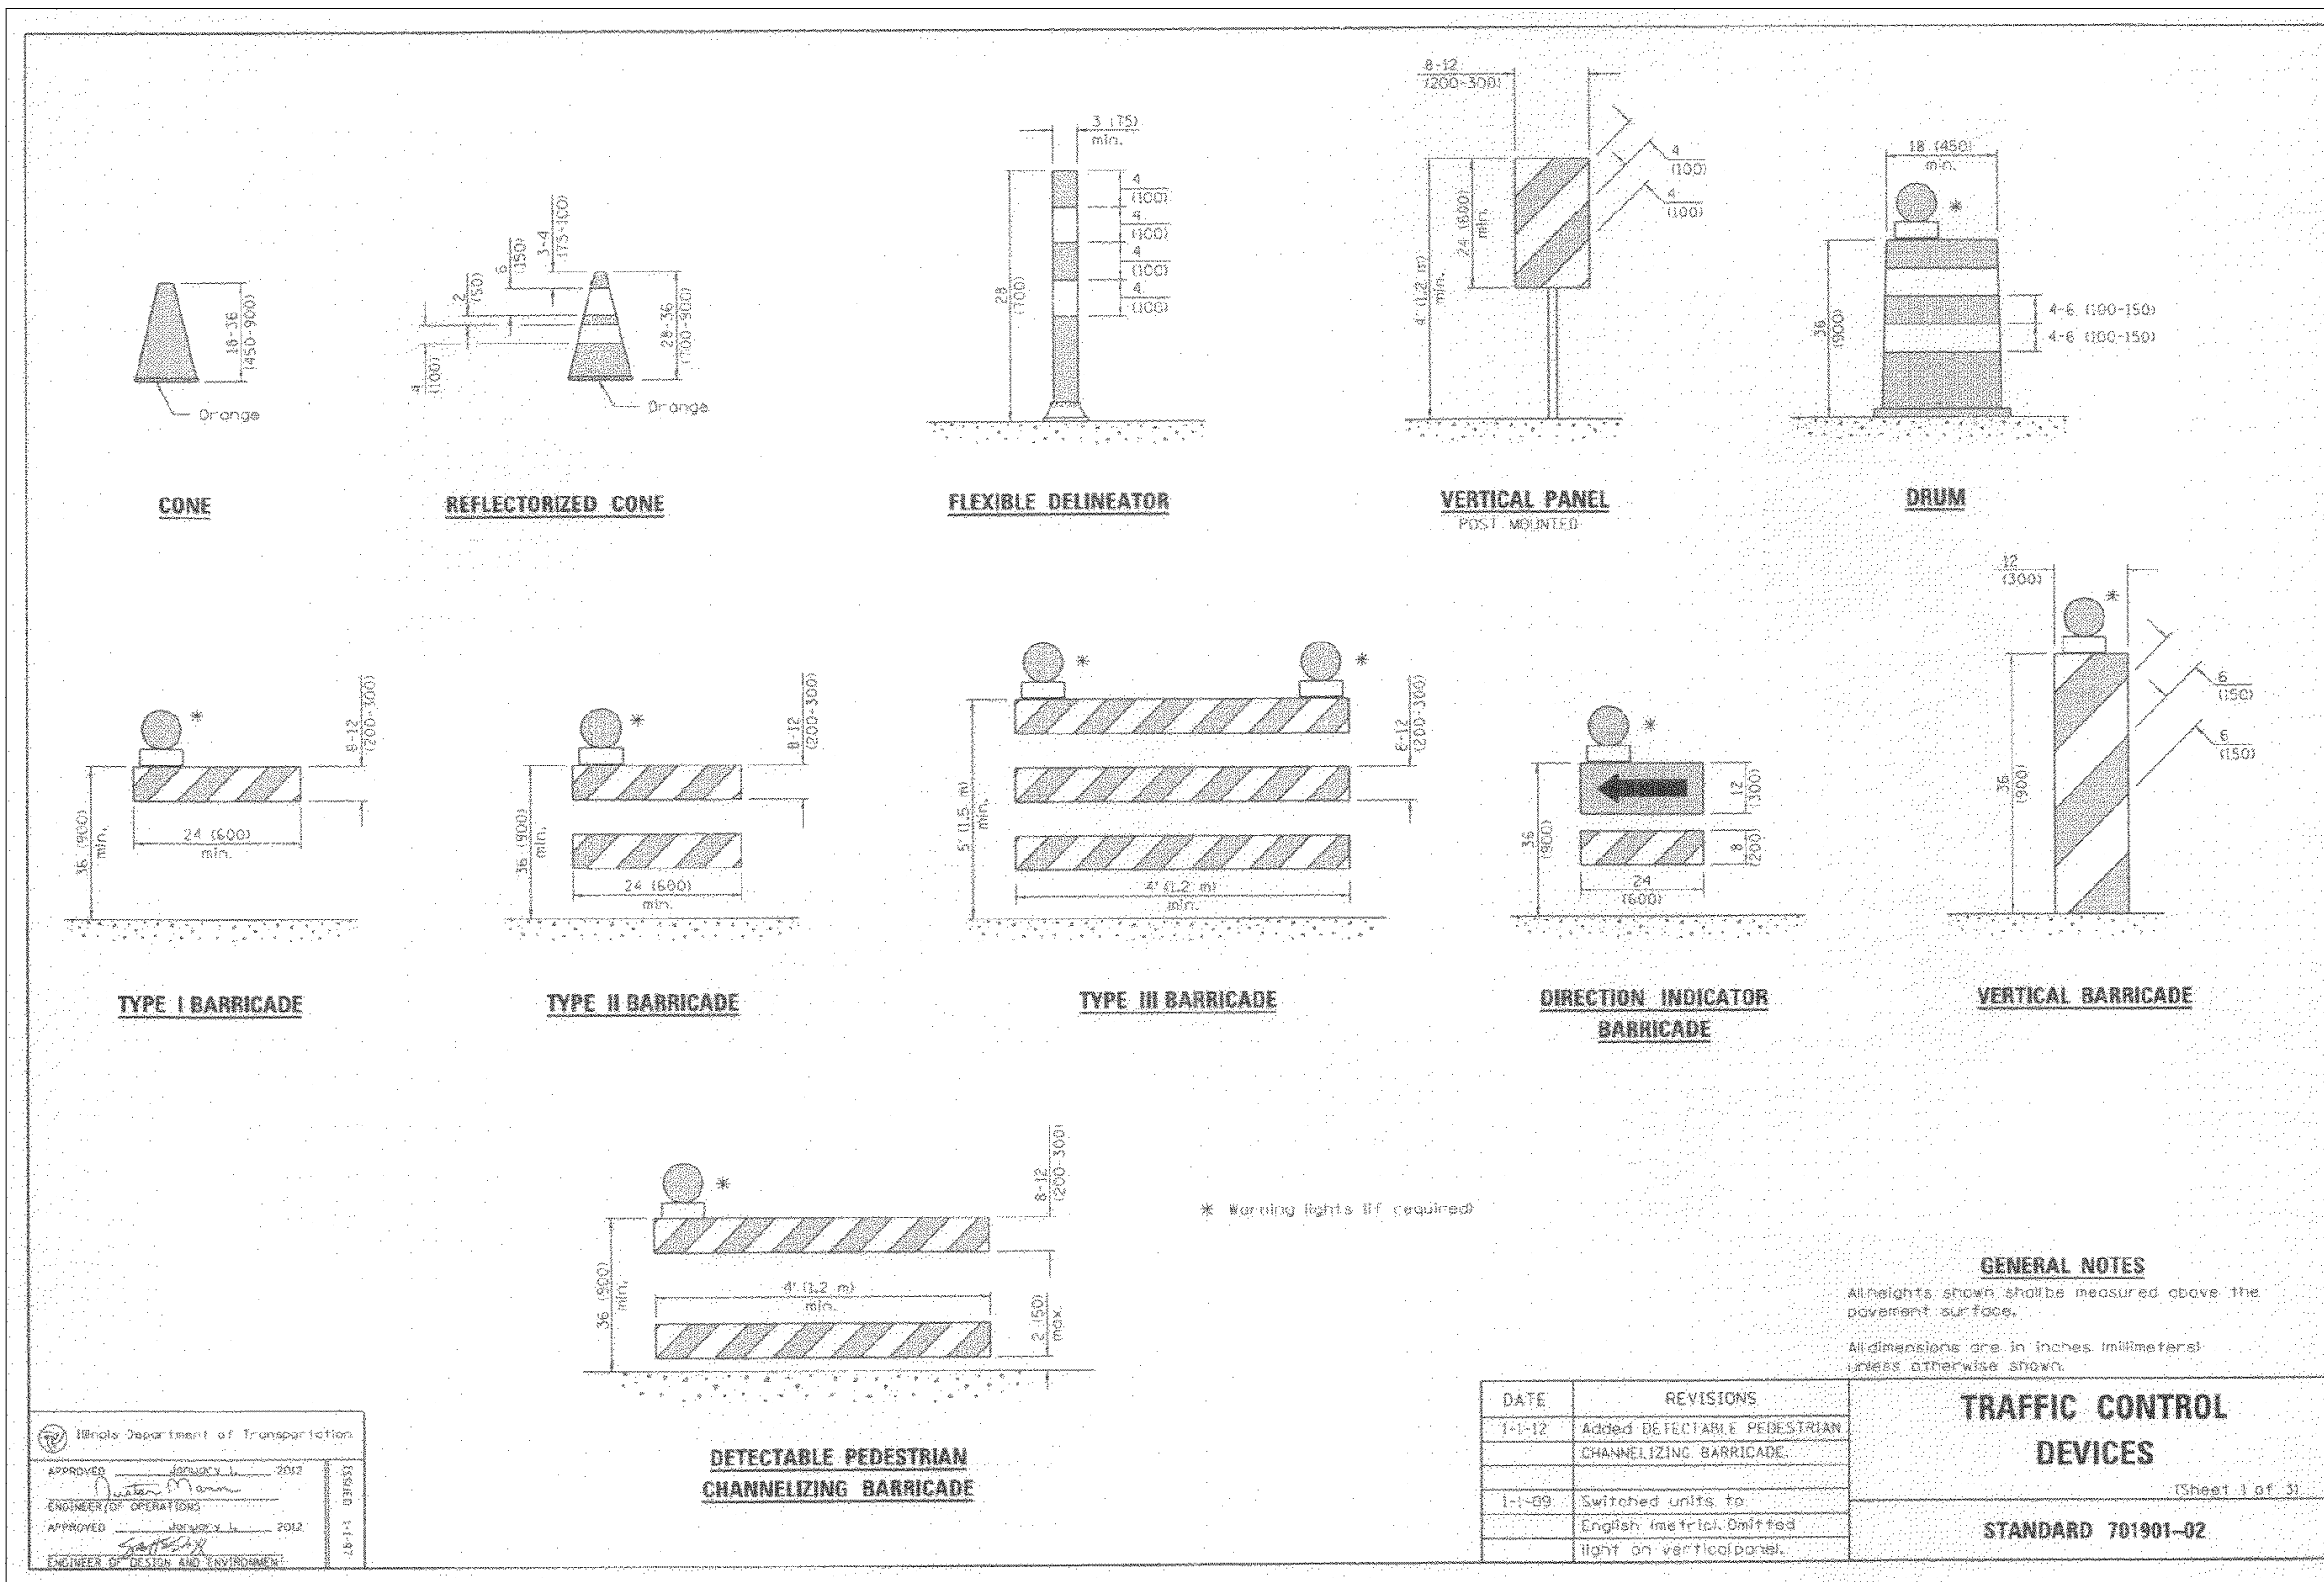 18-36
(450-900)
Orange
CONE
3-4
(75-100)
6
(150)
2
(50)
4
(100)
28-36
(700-900)
Orange
REFLECTORIZED CONE
3 (75)
min.
28
(700)
4
(100)
4
(100)
4
(100)
4
(100)
FLEXIBLE DELINEATOR
8-12
(200-300)
4' (1.2 m)
min.
24 (600)
min.
4
(100)
4
(100)
VERTICAL PANEL
POST MOUNTED
18 (450)
min.
*
36
(900)
4-6 (100-150)
4-6 (100-150)
DRUM
*
8-12
(200-300)
36 (900)
min.
24 (600)
min.
TYPE I BARRICADE
*
8-12
(200-300)
36 (900)
min.
24 (600)
min.
TYPE II BARRICADE
*
*
8-12
(200-300)
5' (1.5 m)
min.
4' (1.2 m)
min.
TYPE III BARRICADE
*
36
(900)
12
(300)
8
(200)
24
(600)
DIRECTION INDICATOR
BARRICADE
12
(300)
*
36
(900)
6
(150)
6
(150)
VERTICAL BARRICADE
*
8-12
(200-300)
36 (900)
min.
4' (1.2 m)
min.
2 (50)
max.
DETECTABLE PEDESTRIAN
CHANNELIZING BARRICADE
* Warning lights (if required)
GENERAL NOTES
All heights shown shall be measured above the
pavement surface.
All dimensions are in inches (millimeters)
unless otherwise shown.
Illinois Department of Transportation
APPROVED January 1, 2012
ENGINEER OF OPERATIONS
APPROVED January 1, 2012
ENGINEER OF DESIGN AND ENVIRONMENT
ISSUED 1-1-97
DATE REVISIONS
1-1-12 Added DETECTABLE PEDESTRIAN
CHANNELIZING BARRICADE.
1-1-09 Switched units to
English (metric). Omitted
light on vertical panel.
TRAFFIC CONTROL
DEVICES
(Sheet 1 of 3)
STANDARD 701901-02